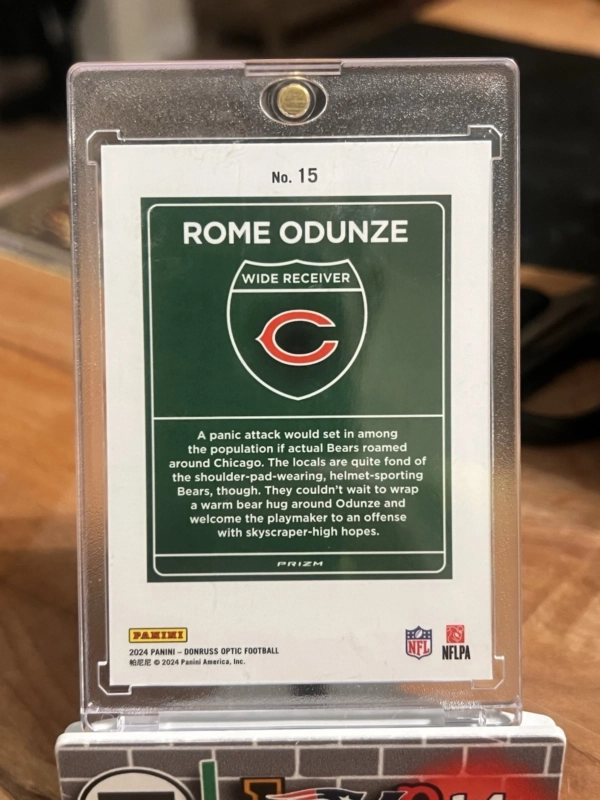 No. 15
ROME ODUNZE
WIDE RECEIVER
C
A panic attack would set in among
the population if actual Bears roamed
around Chicago. The locals are quite fond of
the shoulder-pad-wearing, helmet-sporting
Bears, though. They couldn't wait to wrap
a warm bear hug around Odunze and
welcome the playmaker to an offense
with skyscraper-high hopes.
PRIZM
PANINI
NFL
NFLPA
2024 PANINI – DONRUSS OPTIC FOOTBALL
帕尼尼 © 2024 Panini America, Inc.